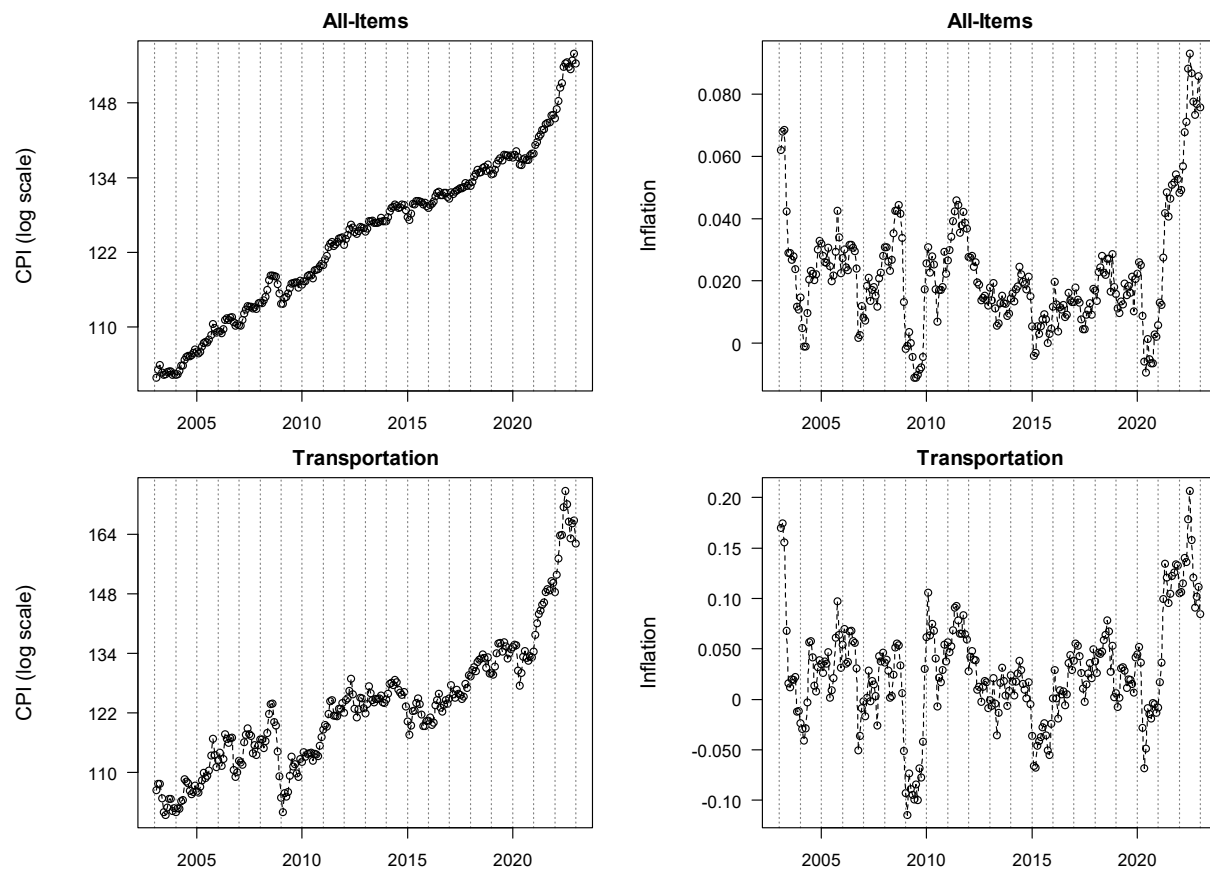 All-Items
CPI (log scale)
148
134
122
110
2005 2010 2015 2020
All-Items
Inflation
0.080
0.060
0.040
0.020
0
2005 2010 2015 2020
Transportation
CPI (log scale)
164
148
134
122
110
2005 2010 2015 2020
Transportation
Inflation
0.20
0.15
0.10
0.050
0
-0.050
-0.10
2005 2010 2015 2020